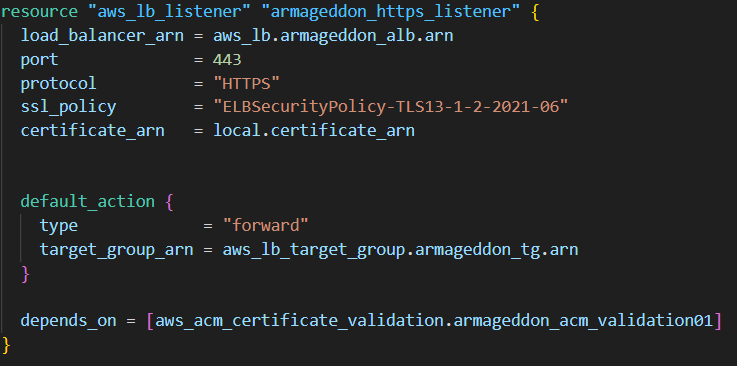 resource "aws_lb_listener" "armageddon_https_listener" {
  load_balancer_arn = aws_lb.armageddon_alb.arn
  port              = 443
  protocol          = "HTTPS"
  ssl_policy        = "ELBSecurityPolicy-TLS13-1-2-2021-06"
  certificate_arn   = local.certificate_arn


  default_action {
    type             = "forward"
    target_group_arn = aws_lb_target_group.armageddon_tg.arn
  }

  depends_on = [aws_acm_certificate_validation.armageddon_acm_validation01]
}